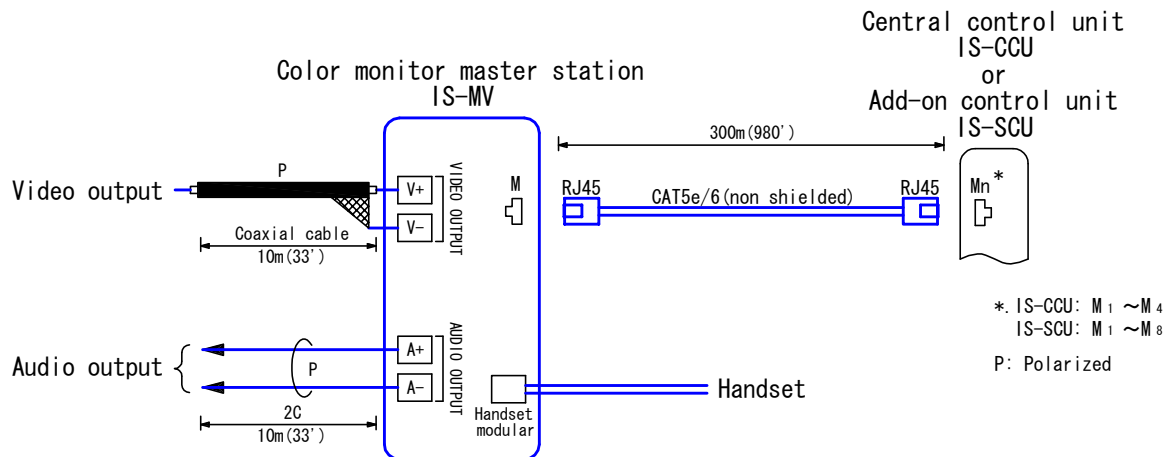 Central control unit
IS-CCU
or
Add-on control unit
IS-SCU
Color monitor master station
IS-MV
300m(980')
P
Video output
V+
V-
VIDEO OUTPUT
M
RJ45
CAT5e/6(non shielded)
RJ45
Mn*
Coaxial cable
10m(33')
*. IS-CCU: M1 ~M4
IS-SCU: M1 ~M8
P: Polarized
Audio output
P
A+
A-
AUDIO OUTPUT
2C
10m(33')
Handset
modular
Handset